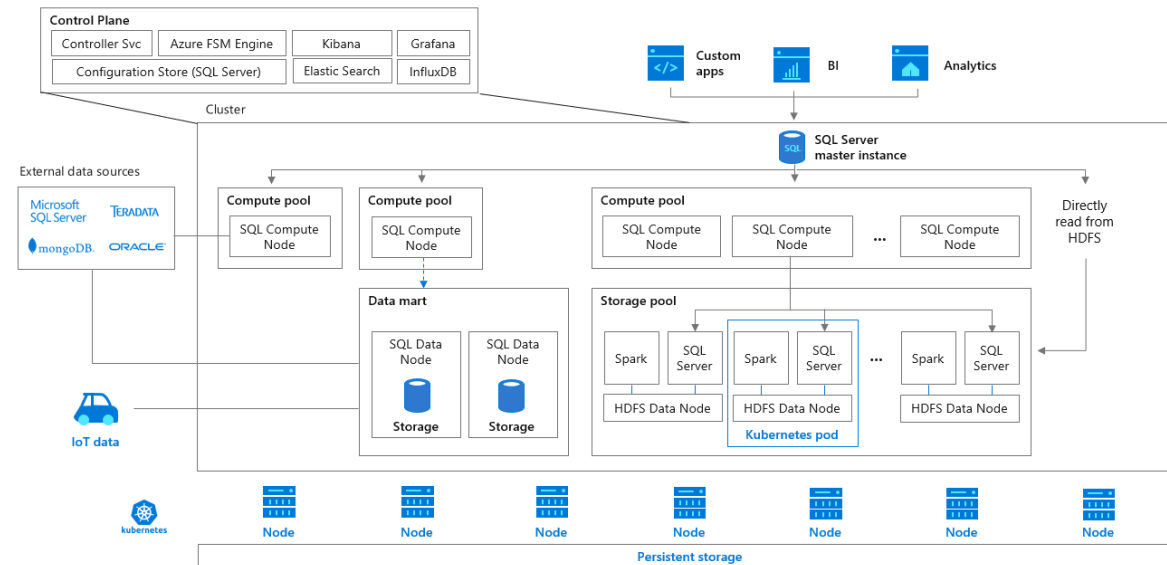 Control Plane
Controller Svc
Azure FSM Engine
Kibana
Grafana
Configuration Store (SQL Server)
Elastic Search
InfluxDB
Custom
apps
BI
Analytics
Cluster
SQL
SQL Server
master instance
External data sources
Microsoft
SQL Server
TERADATA
mongoDB.
ORACLE
Compute pool
SQL Compute
Node
Compute pool
SQL Compute
Node
Compute pool
SQL Compute
Node
SQL Compute
Node
...
SQL Compute
Node
Directly
read from
HDFS
Data mart
SQL Data
Node
Storage
SQL Data
Node
Storage
Storage pool
Spark
SQL
Server
HDFS Data Node
Spark
SQL
Server
HDFS Data Node
Kubernetes pod
...
Spark
SQL
Server
HDFS Data Node
IoT data
kubernetes
Node
Node
Node
Node
Node
Node
Node
Persistent storage